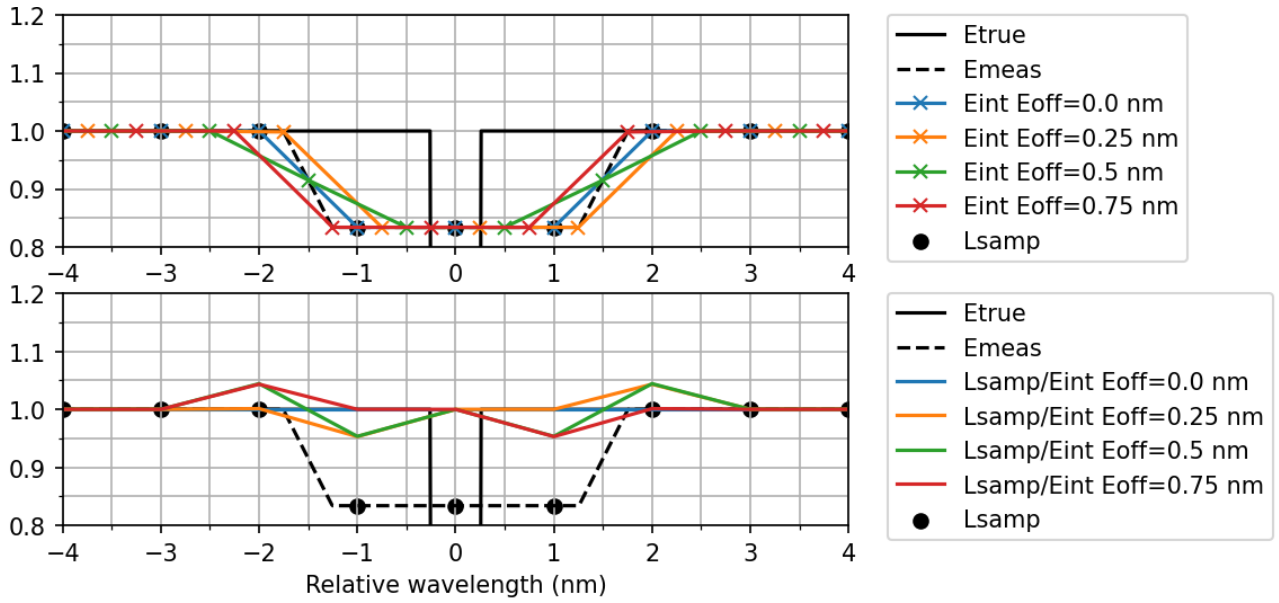 1.2
1.1
1.0
0.9
0.8
−4 −3 −2 −1 0 1 2 3 4
Etrue
Emeas
Eint Eoff=0.0 nm
Eint Eoff=0.25 nm
Eint Eoff=0.5 nm
Eint Eoff=0.75 nm
Lsamp
1.2
1.1
1.0
0.9
0.8
−4 −3 −2 −1 0 1 2 3 4
Relative wavelength (nm)
Etrue
Emeas
Lsamp/Eint Eoff=0.0 nm
Lsamp/Eint Eoff=0.25 nm
Lsamp/Eint Eoff=0.5 nm
Lsamp/Eint Eoff=0.75 nm
Lsamp